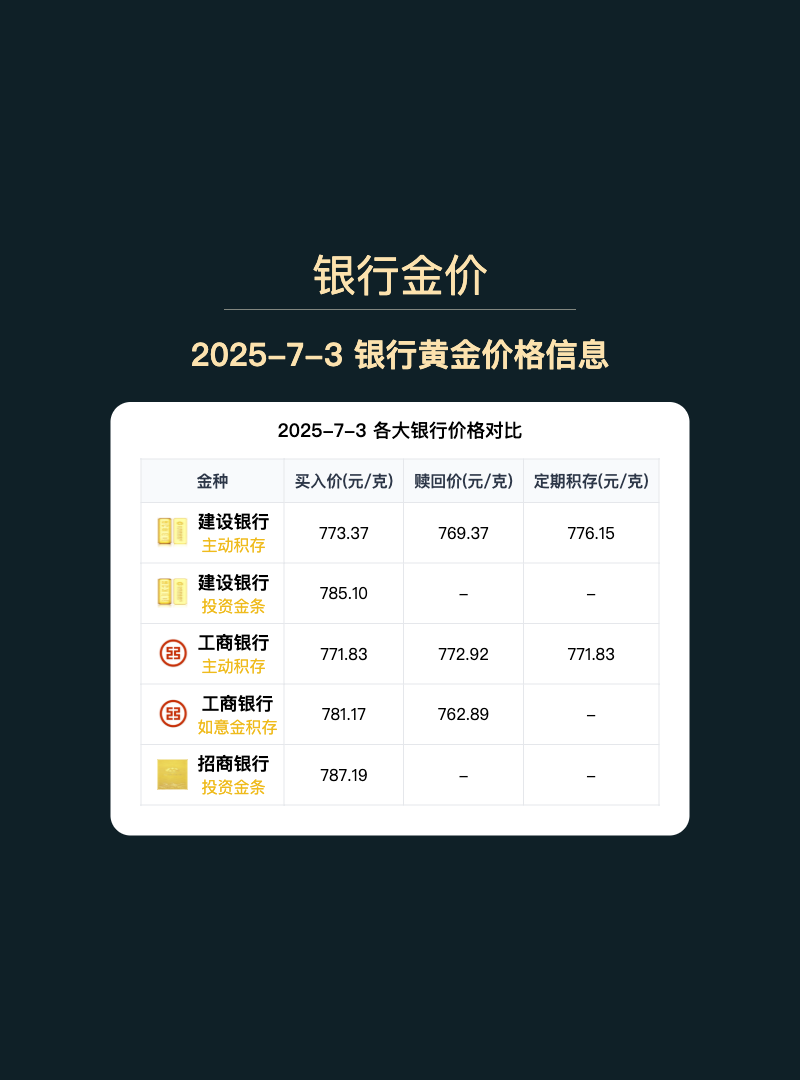 银行金价
2025-7-3 银行黄金价格信息
2025-7-3 各大银行价格对比
金种 买入价(元/克) 赎回价(元/克) 定期积存(元/克)
建设银行
主动积存 773.37 769.37 776.15
建设银行
投资金条 785.10 – –
工商银行
主动积存 771.83 772.92 771.83
工商银行
如意金积存 781.17 762.89 –
招商银行
投资金条 787.19 – –